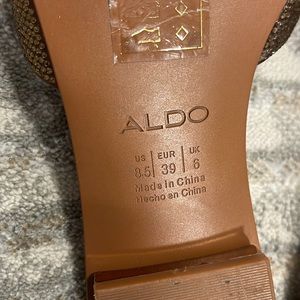 ALDO
US | EUR | UK
8.5 | 39 | 6
Made in China
Hecho en China